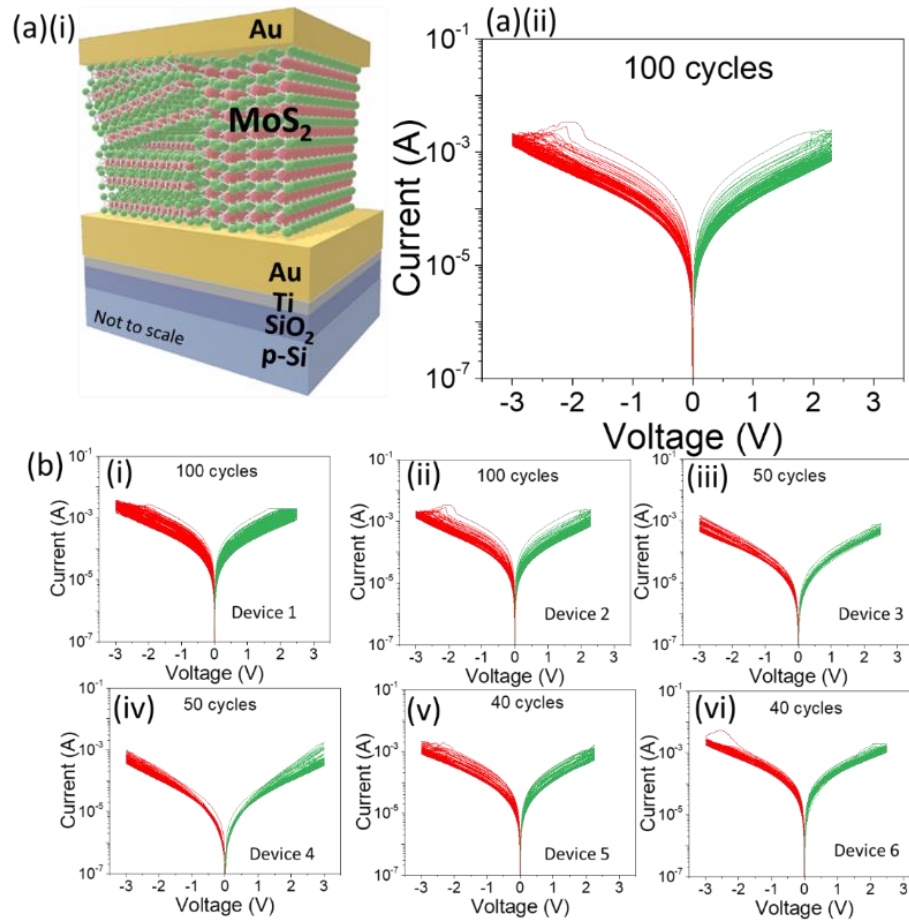 (a)(i)
Au
MoS₂
Au
Ti
SiO₂
p-Si
Not to scale
(a)(ii)
100 cycles
Current (A)
10⁻¹
10⁻³
10⁻⁵
10⁻⁷
-3 -2 -1 0 1 2 3
Voltage (V)
(b)
(i)
100 cycles
Current (A)
10⁻¹
10⁻³
10⁻⁵
10⁻⁷
Device 1
-3 -2 -1 0 1 2 3
Voltage (V)
(ii)
100 cycles
Current (A)
10⁻¹
10⁻³
10⁻⁵
10⁻⁷
Device 2
-3 -2 -1 0 1 2 3
Voltage (V)
(iii)
50 cycles
Current (A)
10⁻¹
10⁻³
10⁻⁵
10⁻⁷
Device 3
-3 -2 -1 0 1 2 3
Voltage (V)
(iv)
50 cycles
Current (A)
10⁻¹
10⁻³
10⁻⁵
10⁻⁷
Device 4
-3 -2 -1 0 1 2 3
Voltage (V)
(v)
40 cycles
Current (A)
10⁻¹
10⁻³
10⁻⁵
10⁻⁷
Device 5
-3 -2 -1 0 1 2 3
Voltage (V)
(vi)
40 cycles
Current (A)
10⁻¹
10⁻³
10⁻⁵
10⁻⁷
Device 6
-3 -2 -1 0 1 2 3
Voltage (V)